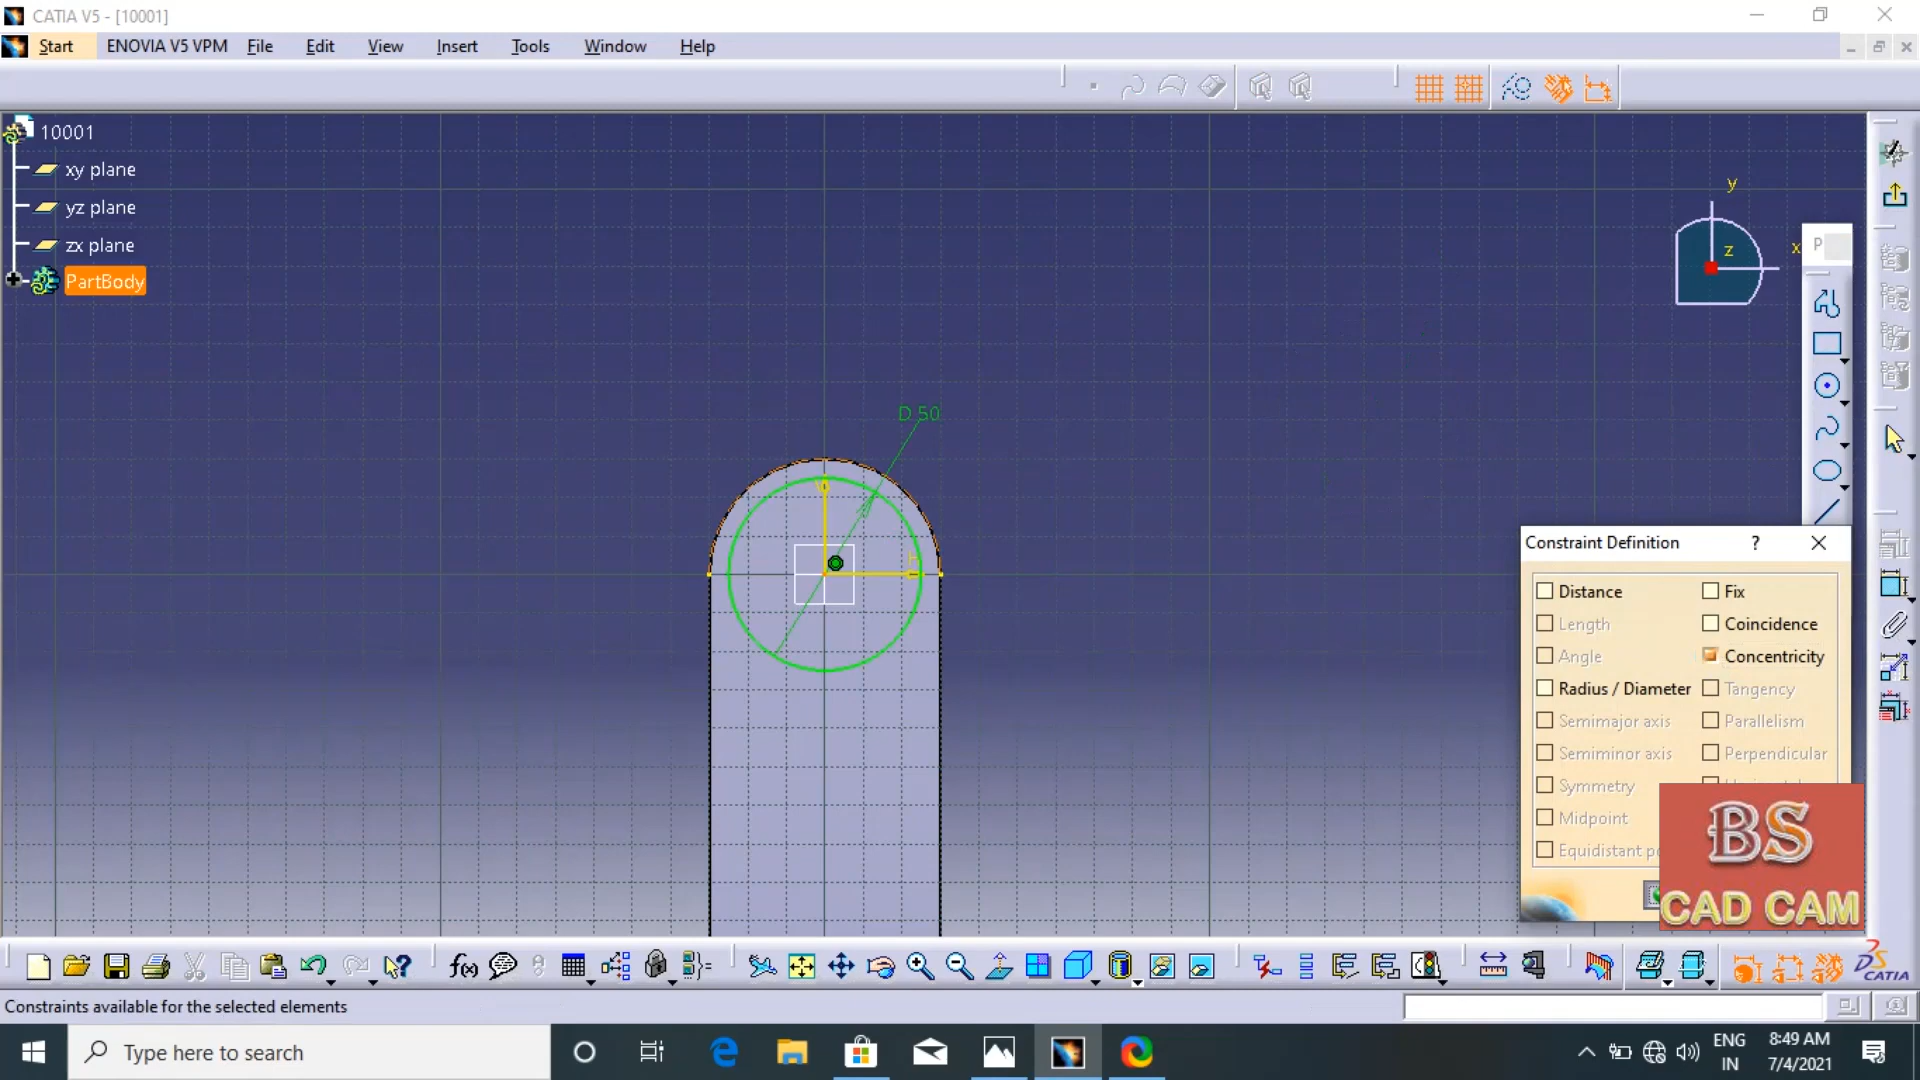 CATIA V5 - [10001]
Start ENOVIA V5 VPM File Edit View Insert Tools Window Help
10001
xy plane
yz plane
zx plane
PartBody
y
z
x
P
D 50
V
H
Constraint Definition ?
Distance Fix
Length Coincidence
Angle Concentricity
Radius / Diameter Tangency
Semimajor axis Parallelism
Semiminor axis Perpendicular
Symmetry
Midpoint
Equidistant
BS
CAD CAM
f(x)
DS
CATIA
Constraints available for the selected elements
Type here to search
ENG
IN
8:49 AM
7/4/2021